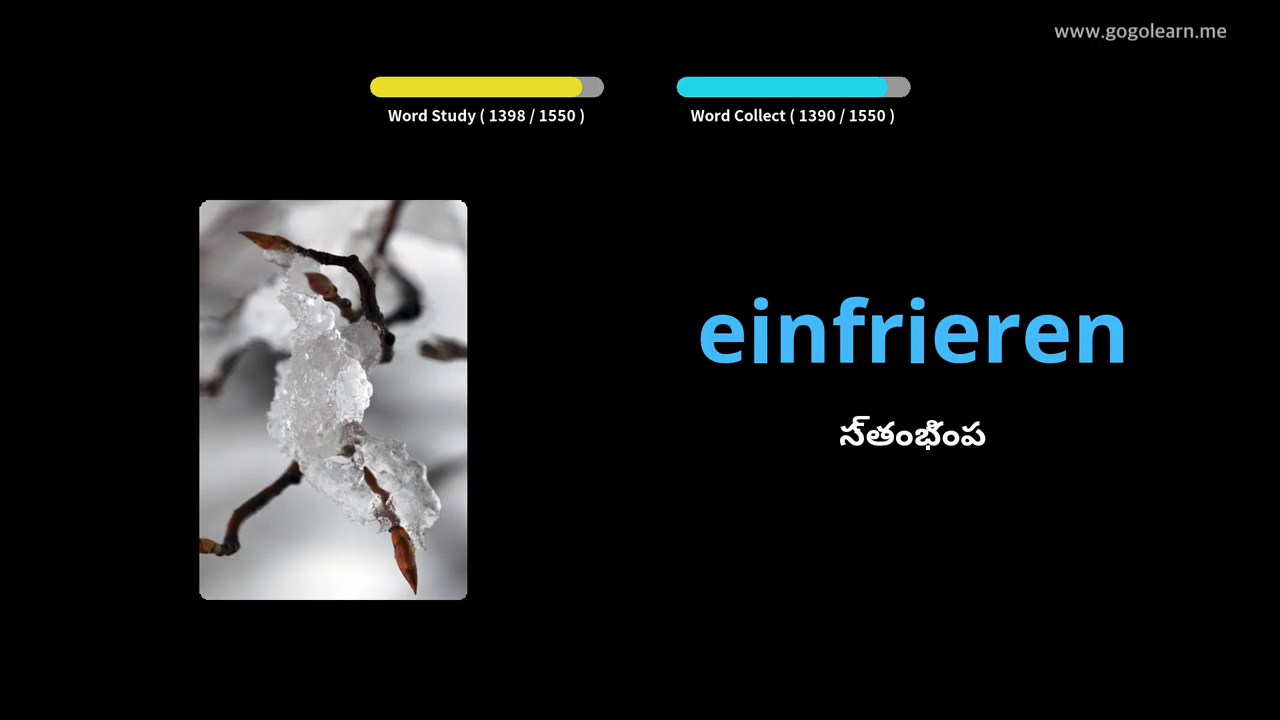 www.gogolearn.me
Word Study ( 1398 / 1550 )
Word Collect ( 1390 / 1550 )
einfrieren
స్తంభింప